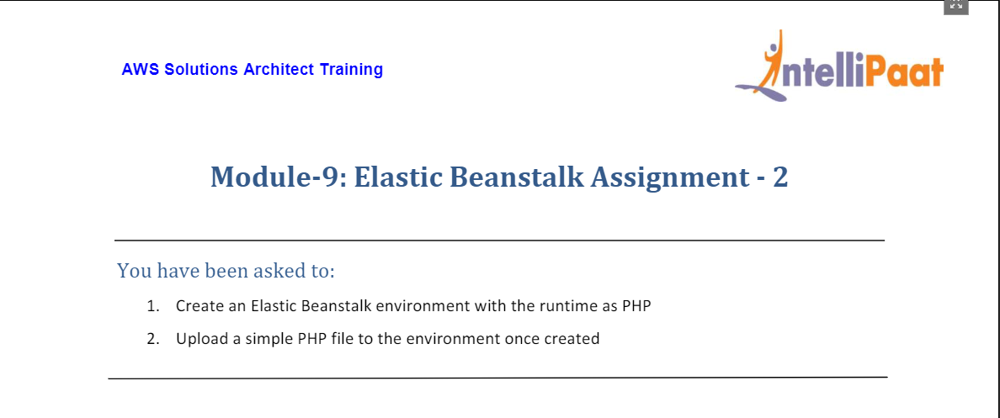 AWS Solutions Architect Training
IntelliPaat
Module-9: Elastic Beanstalk Assignment - 2
You have been asked to:
1. Create an Elastic Beanstalk environment with the runtime as PHP
2. Upload a simple PHP file to the environment once created